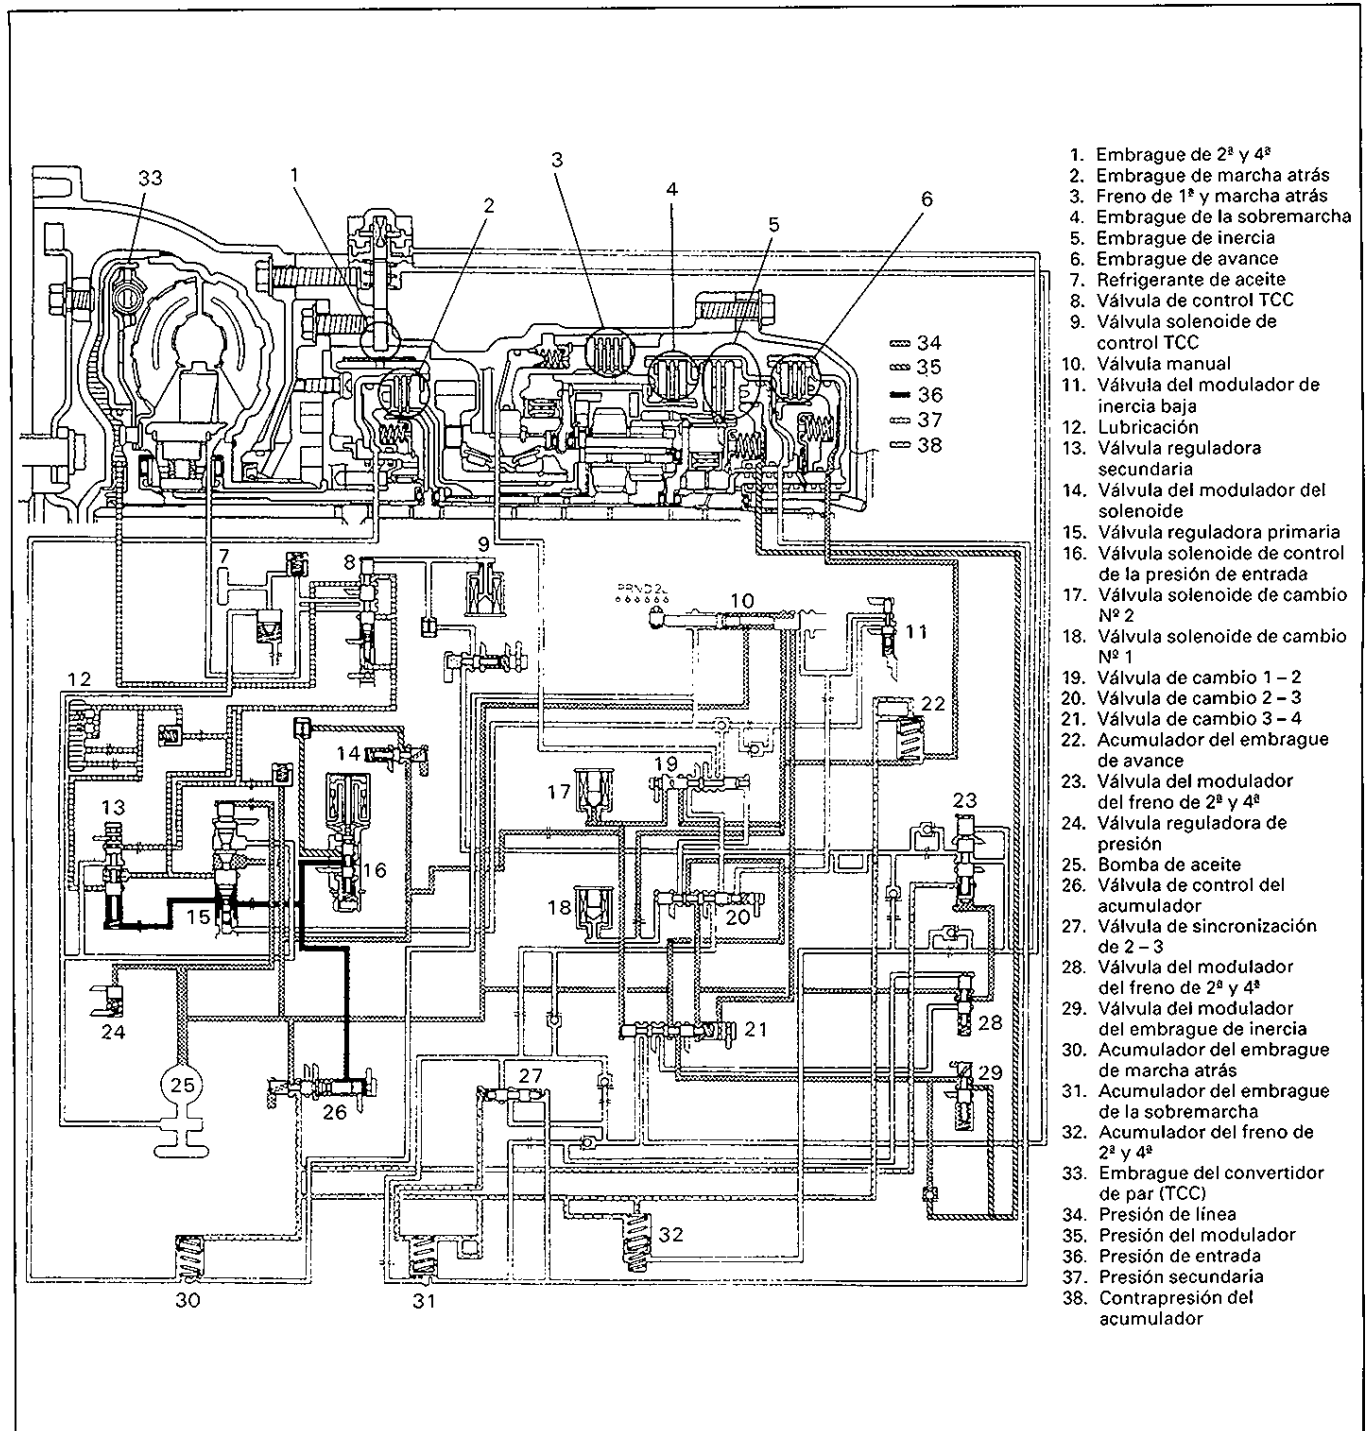 33
1
2
3
4
5
6
34
35
36
37
38
7
8
9
PRND2L
10
11
12
13
14
15
16
17
18
19
20
21
22
23
24
25
26
27
28
29
30
31
32
1. Embrague de 2ª y 4ª
2. Embrague de marcha atrás
3. Freno de 1ª y marcha atrás
4. Embrague de la sobremarcha
5. Embrague de inercia
6. Embrague de avance
7. Refrigerante de aceite
8. Válvula de control TCC
9. Válvula solenoide de
control TCC
10. Válvula manual
11. Válvula del modulador de
inercia baja
12. Lubricación
13. Válvula reguladora
secundaria
14. Válvula del modulador del
solenoide
15. Válvula reguladora primaria
16. Válvula solenoide de control
de la presión de entrada
17. Válvula solenoide de cambio
Nº 2
18. Válvula solenoide de cambio
Nº 1
19. Válvula de cambio 1 – 2
20. Válvula de cambio 2 – 3
21. Válvula de cambio 3 – 4
22. Acumulador del embrague
de avance
23. Válvula del modulador
del freno de 2ª y 4ª
24. Válvula reguladora de
presión
25. Bomba de aceite
26. Válvula de control del
acumulador
27. Válvula de sincronización
de 2 – 3
28. Válvula del modulador
del freno de 2ª y 4ª
29. Válvula del modulador
del embrague de inercia
30. Acumulador del embrague
de marcha atrás
31. Acumulador del embrague
de la sobremarcha
32. Acumulador del freno de
2ª y 4ª
33. Embrague del convertidor
de par (TCC)
34. Presión de línea
35. Presión del modulador
36. Presión de entrada
37. Presión secundaria
38. Contrapresión del
acumulador